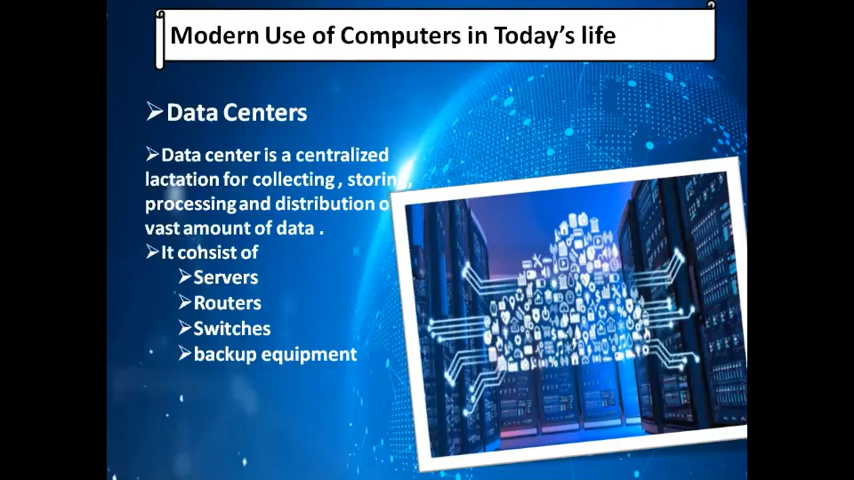 Modern Use of Computers in Today's life
➢Data Centers
➢Data center is a centralized
lactation for collecting , storing,
processing and distribution o
vast amount of data .
➢It consist of
➢Servers
➢Routers
➢Switches
➢backup equipment